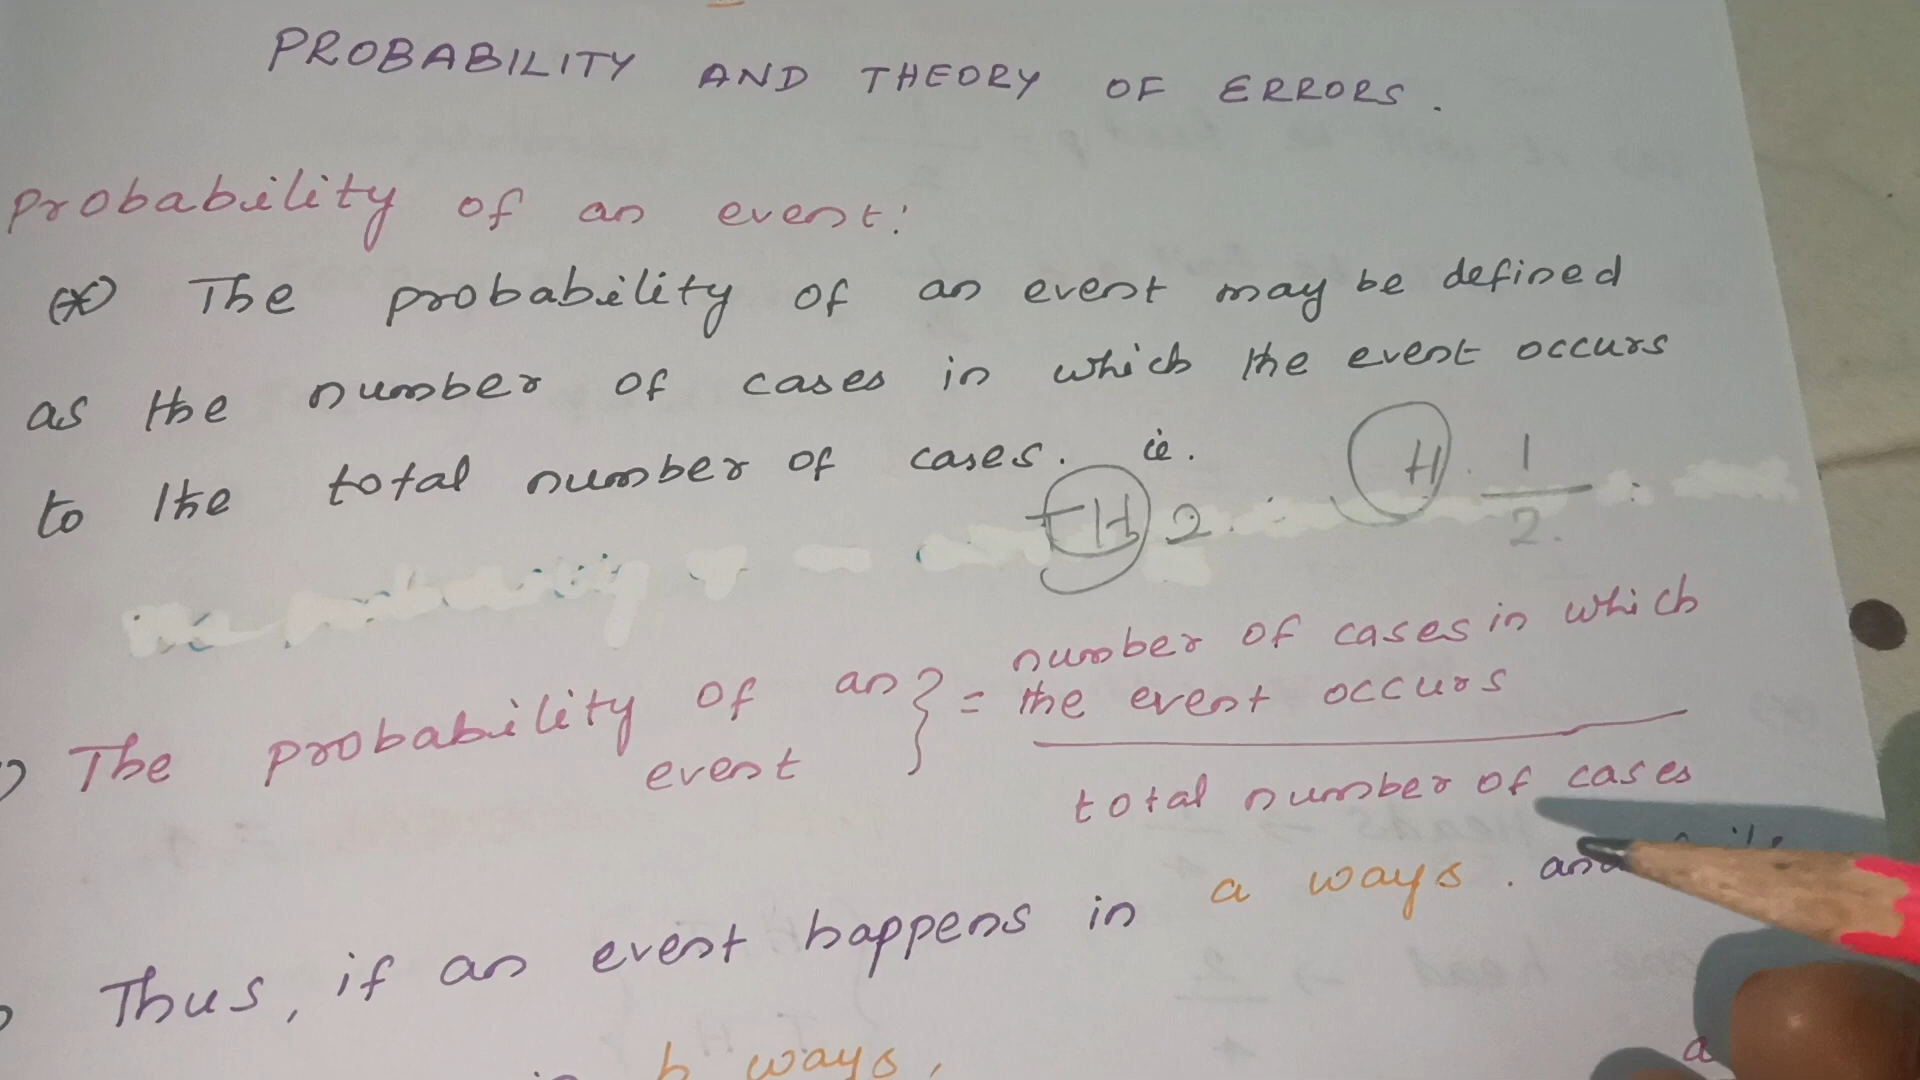 PROBABILITY AND THEORY OF ERRORS.
Probability of an event:
The probability of an event may be defined
as the number of cases in which the event occurs
to the total number of cases. ie.
H 1
TH 2. 2.
The probability of an event } = number of cases in which the event occurs
total number of cases
Thus, if an event happens in a ways. and
b ways,
a